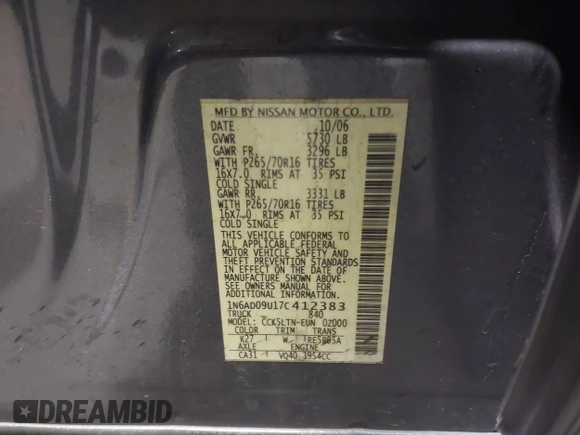 MFD BY NISSAN MOTOR CO., LTD.
DATE 10/06
GVWR 5730 LB
GAWR FR. 3296 LB
WITH P265/70R16 TIRES
16X7.0 RIMS AT 35 PSI
COLD SINGLE
GAWR RR. 3331 LB
WITH P265/70R16 TIRES
16X7.0 RIMS AT 35 PSI
COLD SINGLE
THIS VEHICLE CONFORMS TO
ALL APPLICABLE FEDERAL
MOTOR VEHICLE SAFETY AND
THEFT PREVENTION STANDARDS
IN EFFECT ON THE DATE OF
MANUFACTURE SHOWN ABOVE.
SEE OWNERS MANUAL FOR
ADDITIONAL INFORMATION.
1N6AD09U17C412383
TRUCK 840
MODEL: CCK5LTN-EUN 0Z000
COLOR TRIM TRANS
K27 W RE5R05A
AXLE ENGINE
CA31 VQ40 3954CC
DREAMBID